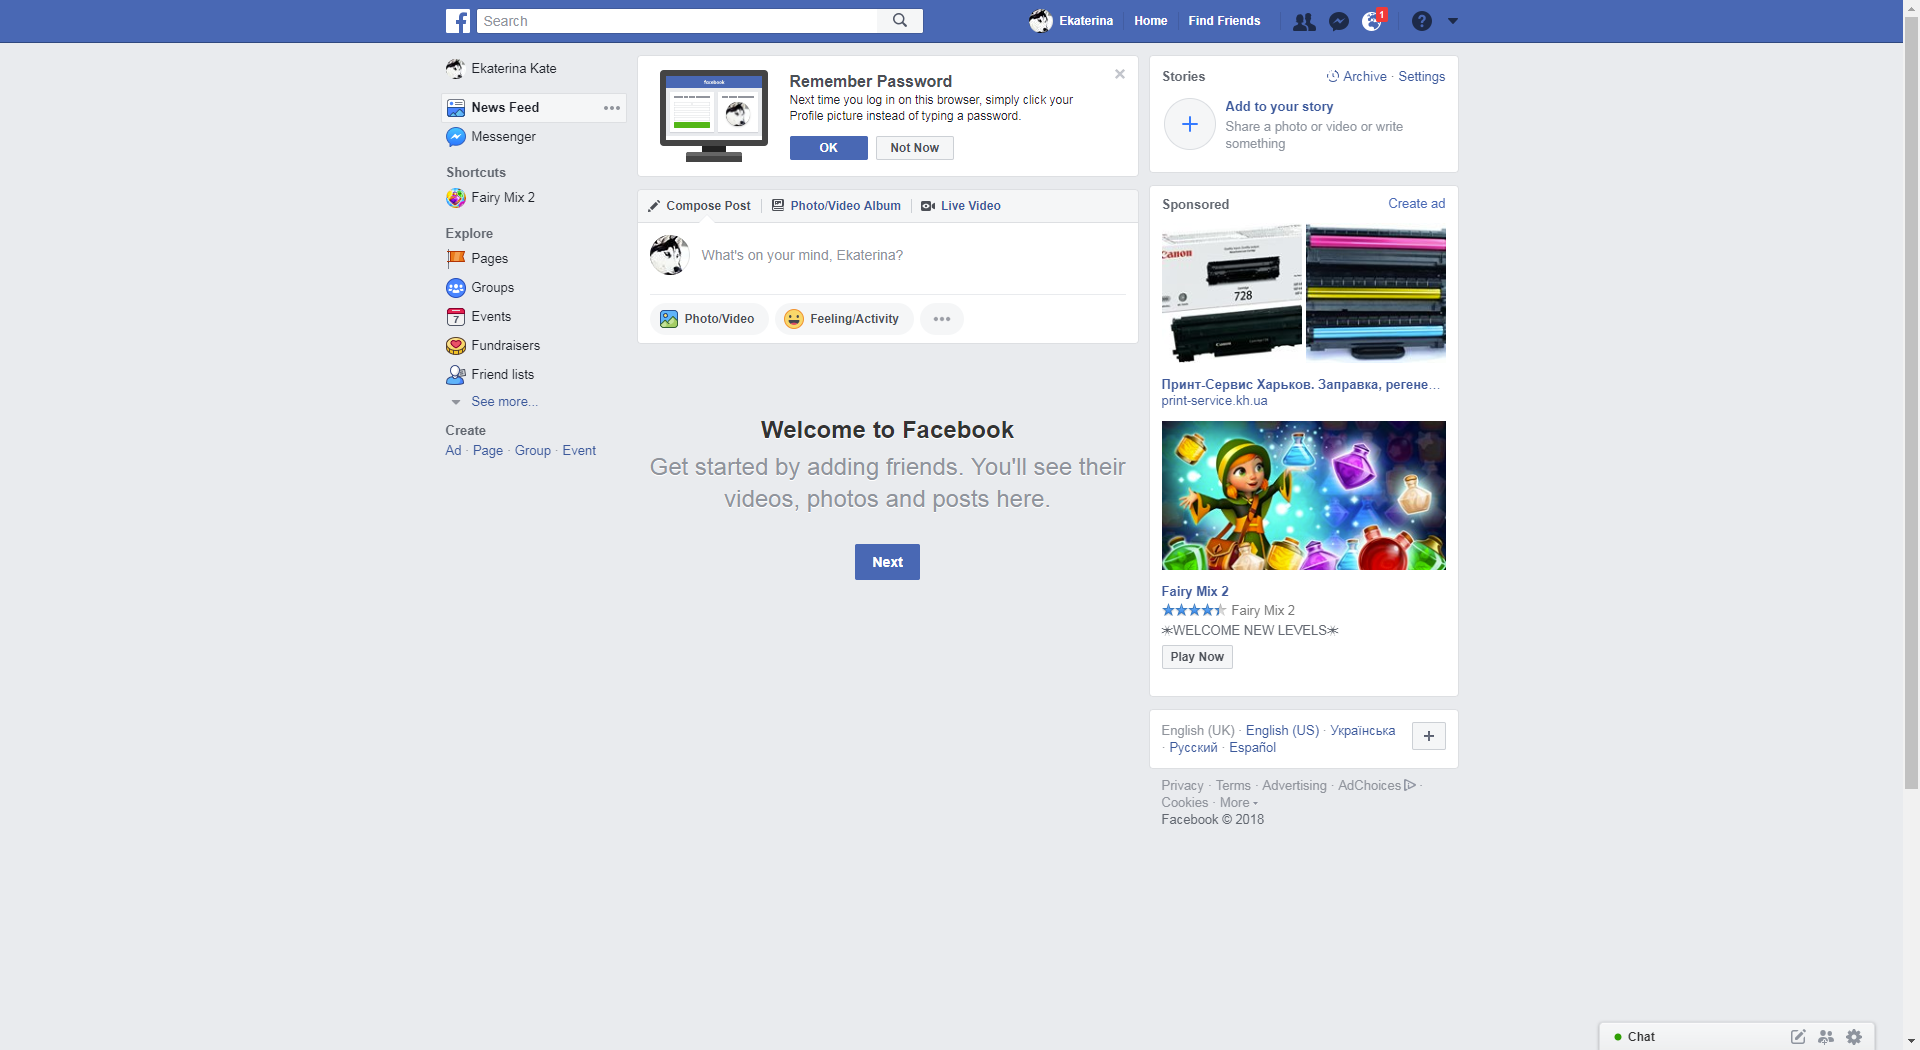 Search
Ekaterina
Home
Find Friends
1
Ekaterina Kate
News Feed
Messenger
Shortcuts
Fairy Mix 2
Explore
Pages
Groups
7
Events
Fundraisers
Friend lists
See more...
Create
Ad · Page · Group · Event
facebook
Remember Password
Next time you log in on this browser, simply click your
Profile picture instead of typing a password.
OK
Not Now
Compose Post
Photo/Video Album
Live Video
What's on your mind, Ekaterina?
Photo/Video
Feeling/Activity
Welcome to Facebook
Get started by adding friends. You'll see their
videos, photos and posts here.
Next
Stories
Archive · Settings
Add to your story
Share a photo or video or write
something
Sponsored
Create ad
Canon
728
Canon
Принт-Сервис Харьков. Заправка, регене...
print-service.kh.ua
Fairy Mix 2
Fairy Mix 2
✴WELCOME NEW LEVELS✴
Play Now
English (UK) · English (US) · Українська
· Русский · Español
Privacy · Terms · Advertising · AdChoices ·
Cookies · More
Facebook © 2018
Chat